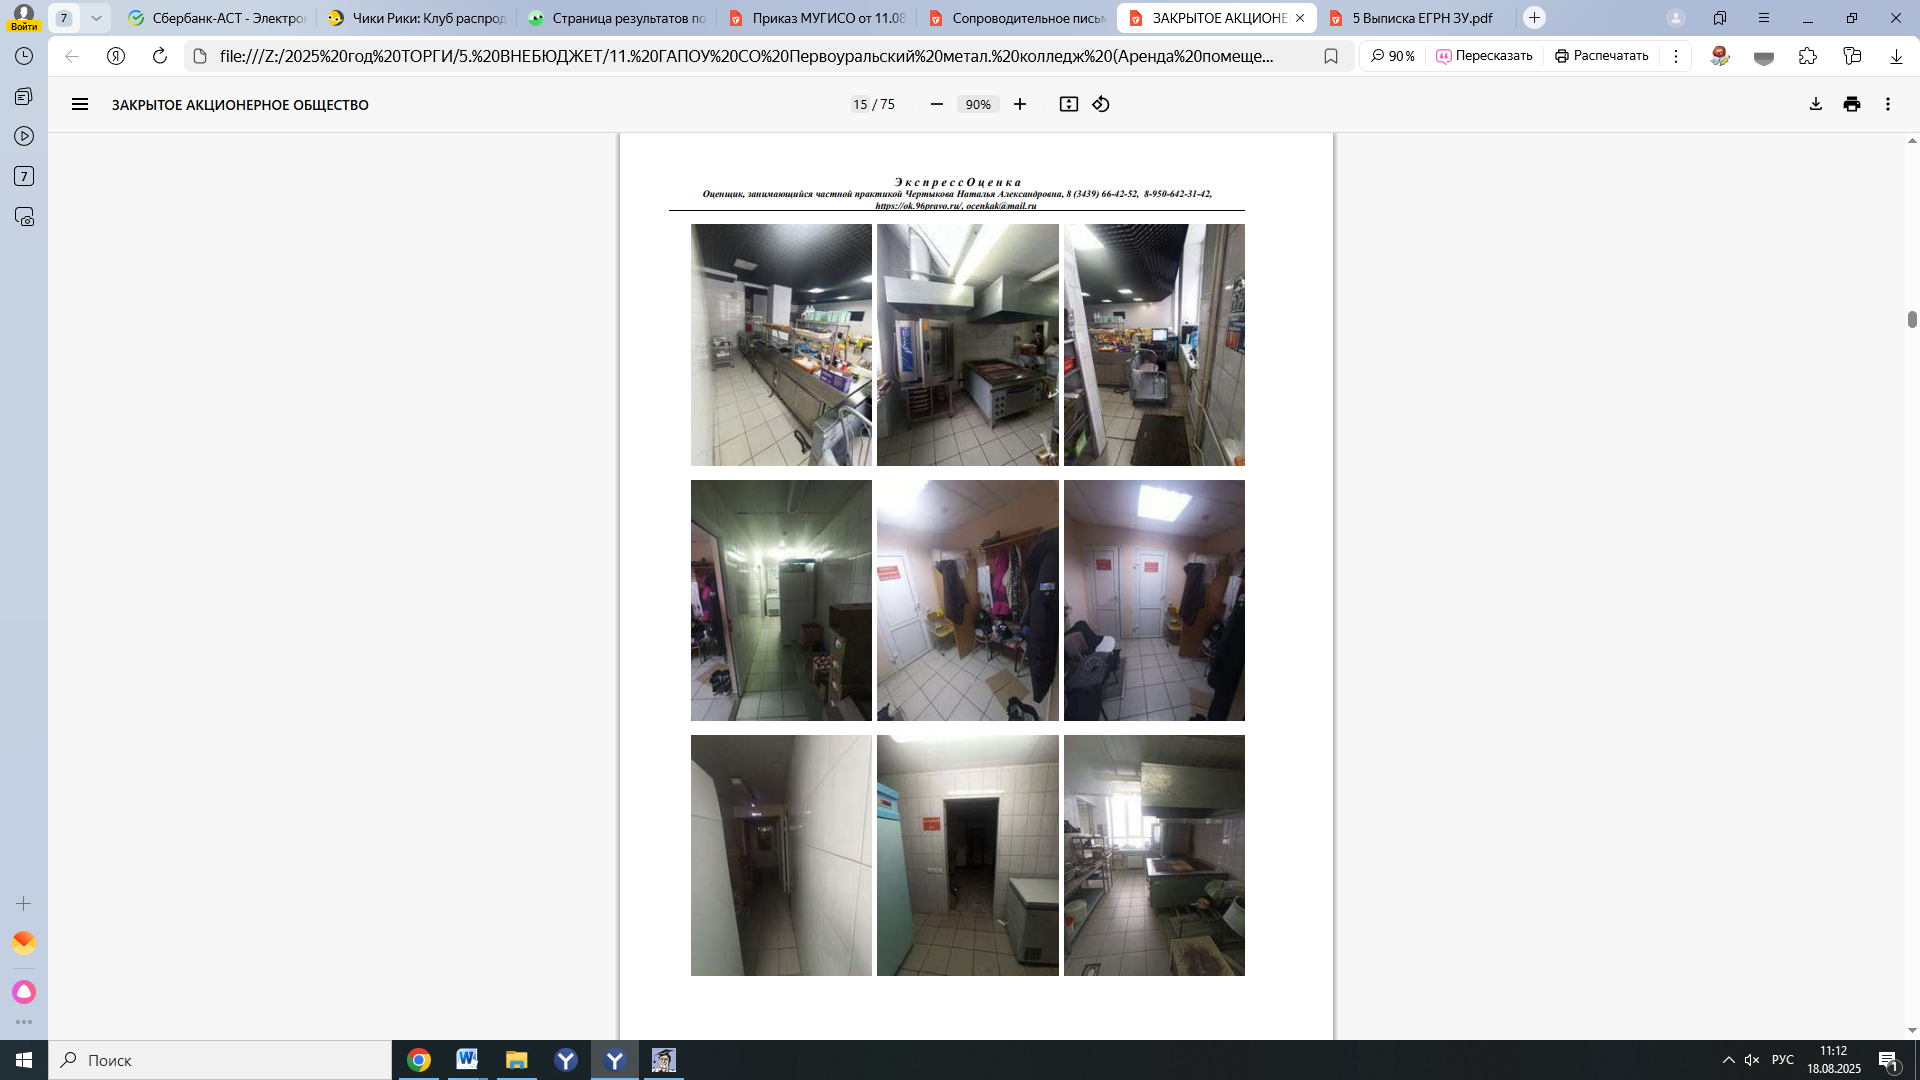 Войти
7
Сбербанк-АСТ - Электрон
Чики Рики: Клуб распрод
Страница результатов по
Приказ МУГИСО от 11.08
Сопроводительное письм
ЗАКРЫТОЕ АКЦИОНЕ
5 Выписка ЕГРН ЗУ.pdf
file:///Z:/2025%20год%20ТОРГИ/5.%20ВНЕБЮДЖЕТ/11.%20ГАПОУ%20СО%20Первоуральский%20метал.%20колледж%20(Аренда%20помеще...
90 %
Пересказать
Распечатать
ЗАКРЫТОЕ АКЦИОНЕРНОЕ ОБЩЕСТВО
15 / 75
90%
7
Э к с п р е с с О ц е н к а
Оценщик, занимающийся частной практикой Чертыкова Наталья Александровна, 8 (3439) 66-42-52, 8-950-642-31-42,
https://ok.96pravo.ru/, ocenkak@mail.ru
Поиск
РУС
11:12
18.08.2025
1